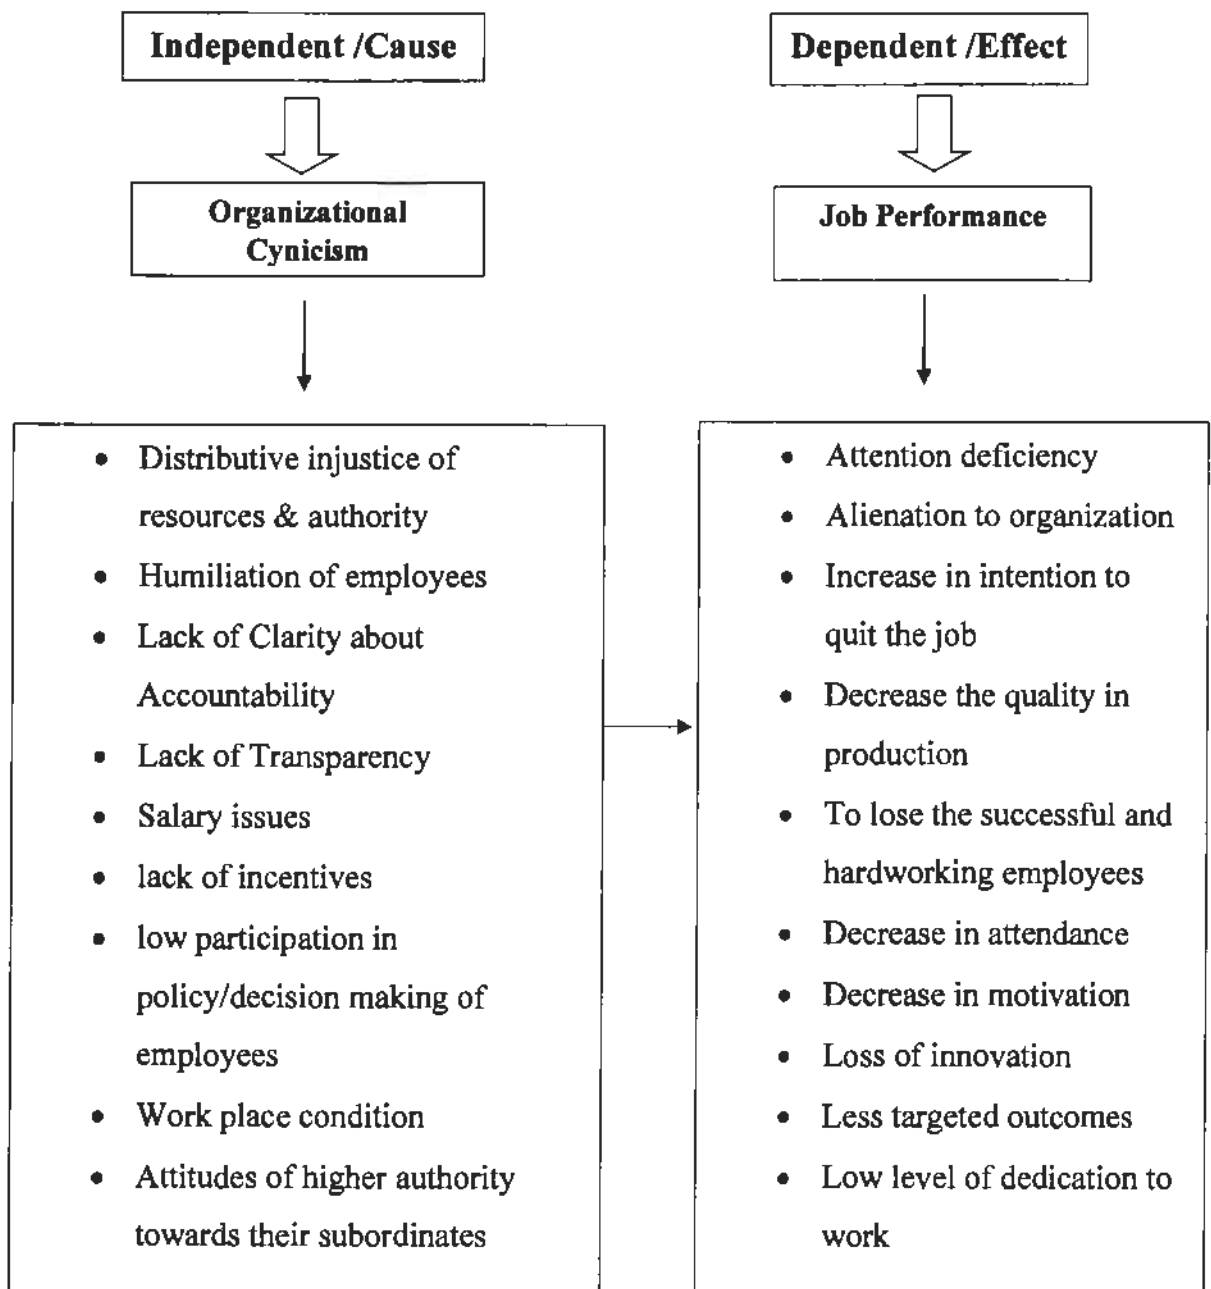 Independent /Cause
Organizational
Cynicism
• Distributive injustice of
resources & authority
• Humiliation of employees
• Lack of Clarity about
Accountability
• Lack of Transparency
• Salary issues
• lack of incentives
• low participation in
policy/decision making of
employees
• Work place condition
• Attitudes of higher authority
towards their subordinates
Dependent /Effect
Job Performance
• Attention deficiency
• Alienation to organization
• Increase in intention to
quit the job
• Decrease the quality in
production
• To lose the successful and
hardworking employees
• Decrease in attendance
• Decrease in motivation
• Loss of innovation
• Less targeted outcomes
• Low level of dedication to
work